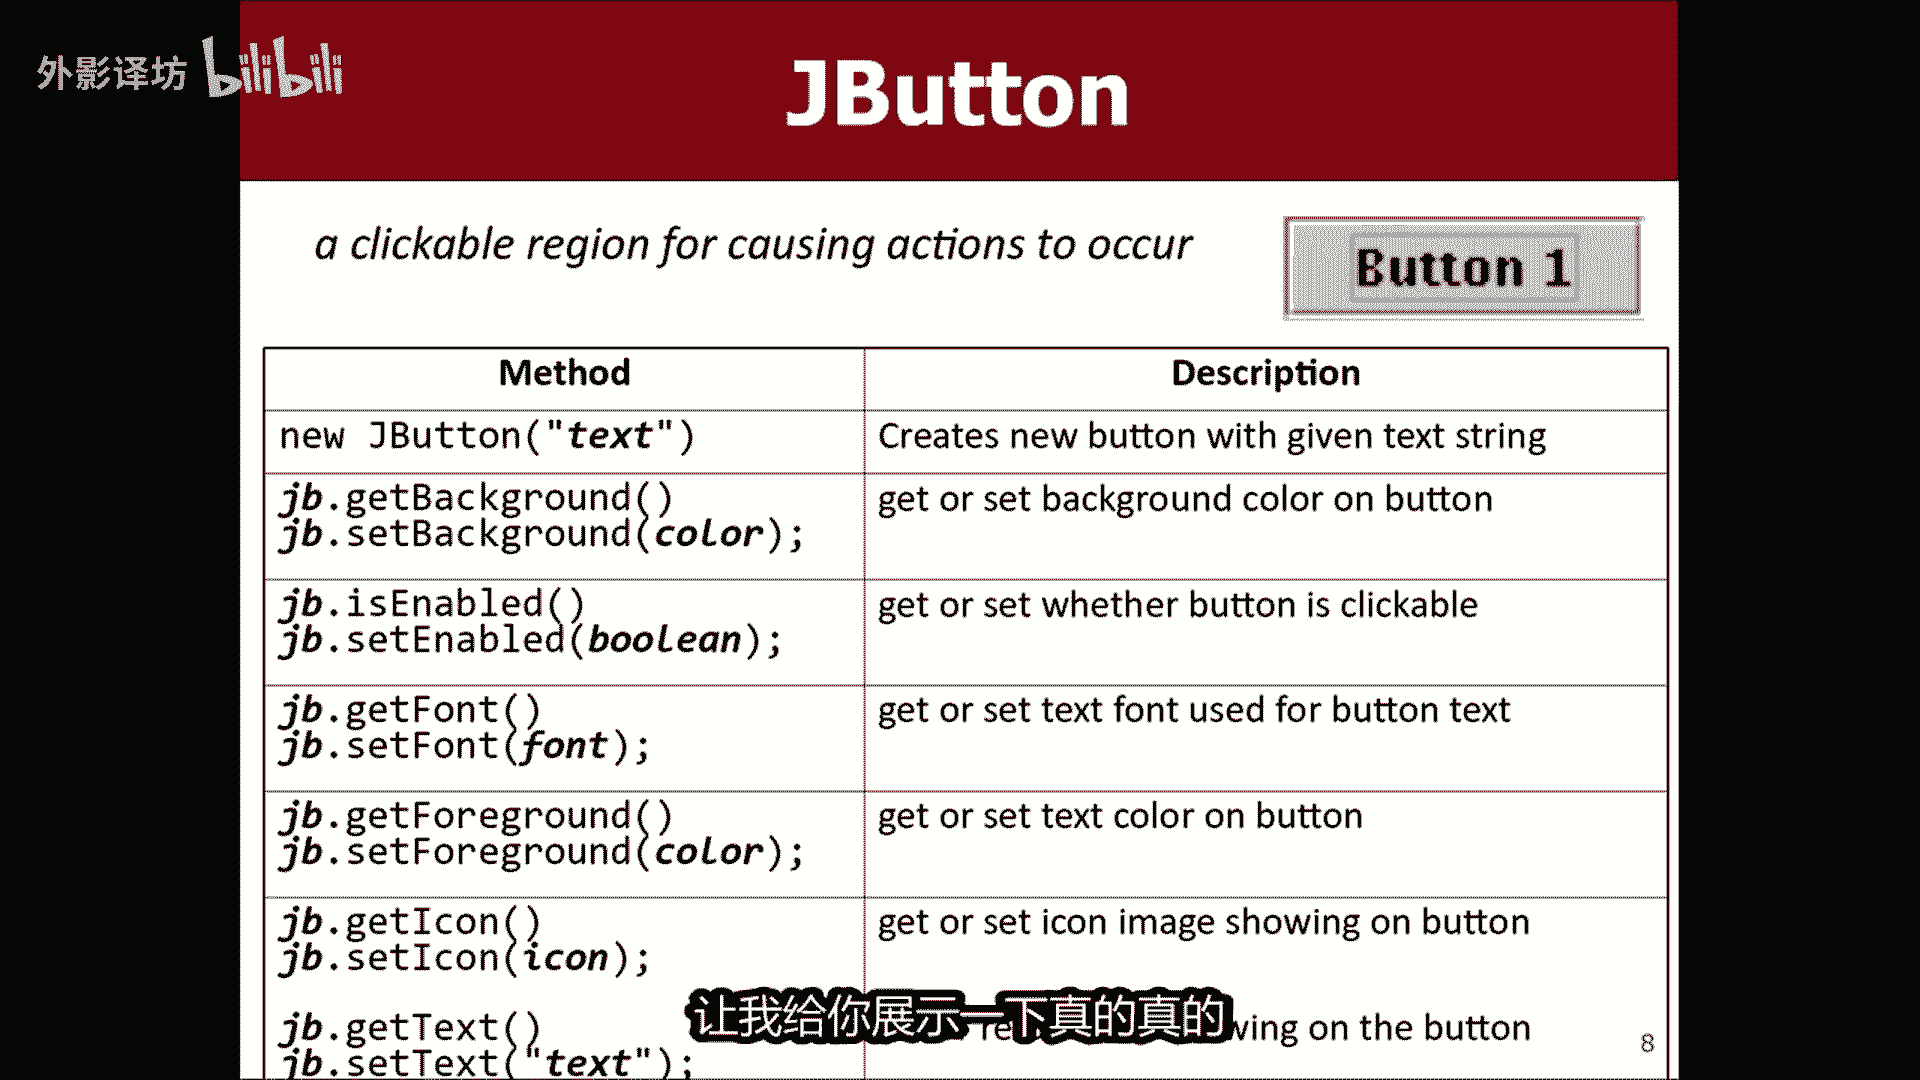 外影译坊 bilibili
JButton
a clickable region for causing actions to occur
Button 1
Method Description
new JButton("text") Creates new button with given text string
jb.getBackground() get or set background color on button
jb.setBackground(color);
jb.isEnabled() get or set whether button is clickable
jb.setEnabled(boolean);
jb.getFont() get or set text font used for button text
jb.setFont(font);
jb.getForeground() get or set text color on button
jb.setForeground(color);
jb.getIcon() get or set icon image showing on button
jb.setIcon(icon);
让我给你展示一下真的真的
jb.getText() on the button
jb.setText("text");
8